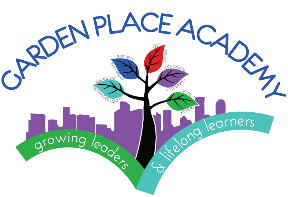 GARDEN PLACE ACADEMY
growing leaders
& lifelong learners